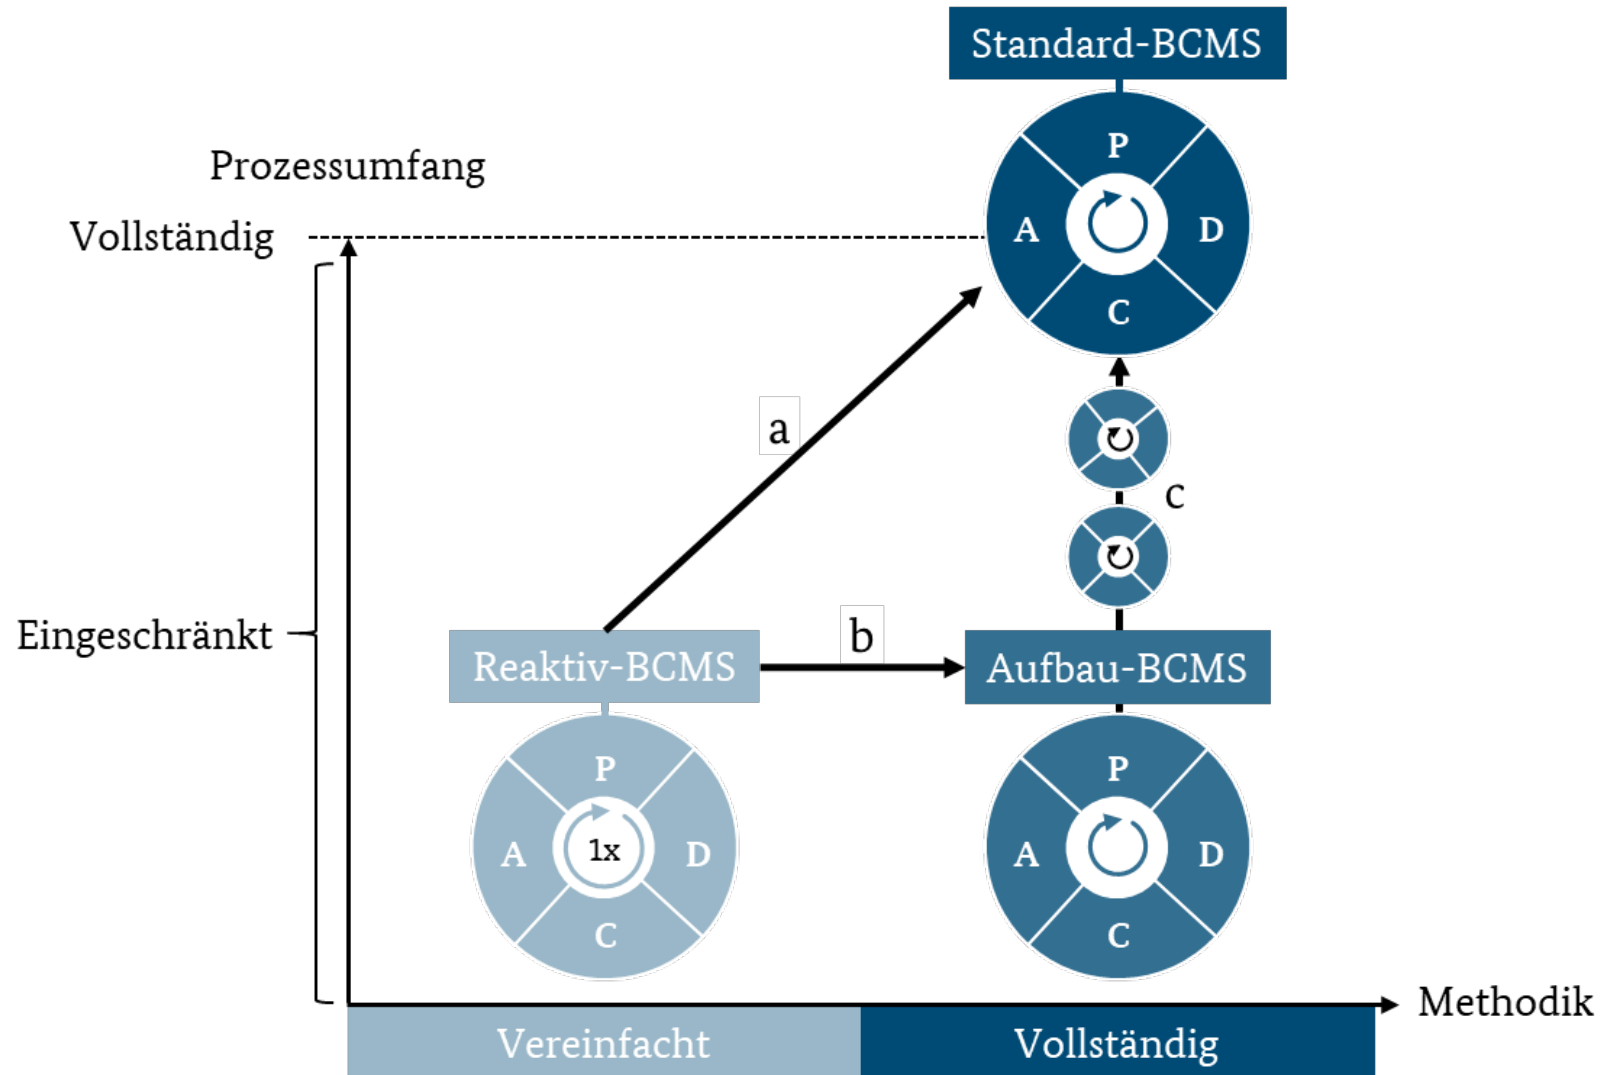 Standard-BCMS
Prozessumfang
Vollständig
P
A
D
C
a
c
Eingeschränkt
b
Reaktiv-BCMS
Aufbau-BCMS
P
A
1x
D
C
P
A
D
C
Methodik
Vereinfacht
Vollständig